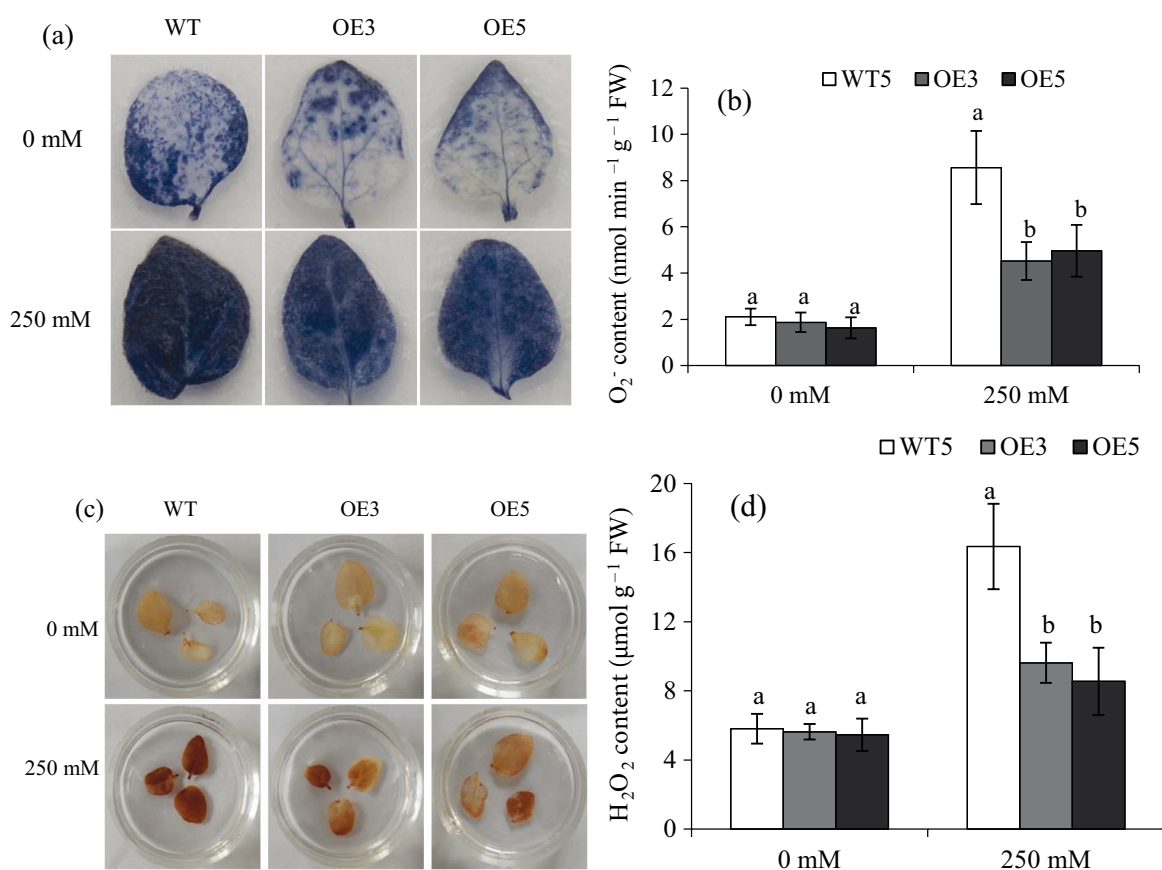 (a)
WT OE3 OE5
0 mM
250 mM
(b)
WT5 OE3 OE5
O₂⁻ content (nmol min ⁻¹ g⁻¹ FW)
12
10
8
6
4
2
0
a a a
a b b
0 mM 250 mM
(c)
WT OE3 OE5
0 mM
250 mM
WT5 OE3 OE5
(d)
H₂O₂ content (µmol g⁻¹ FW)
20
16
12
8
4
0
a a a
a b b
0 mM 250 mM